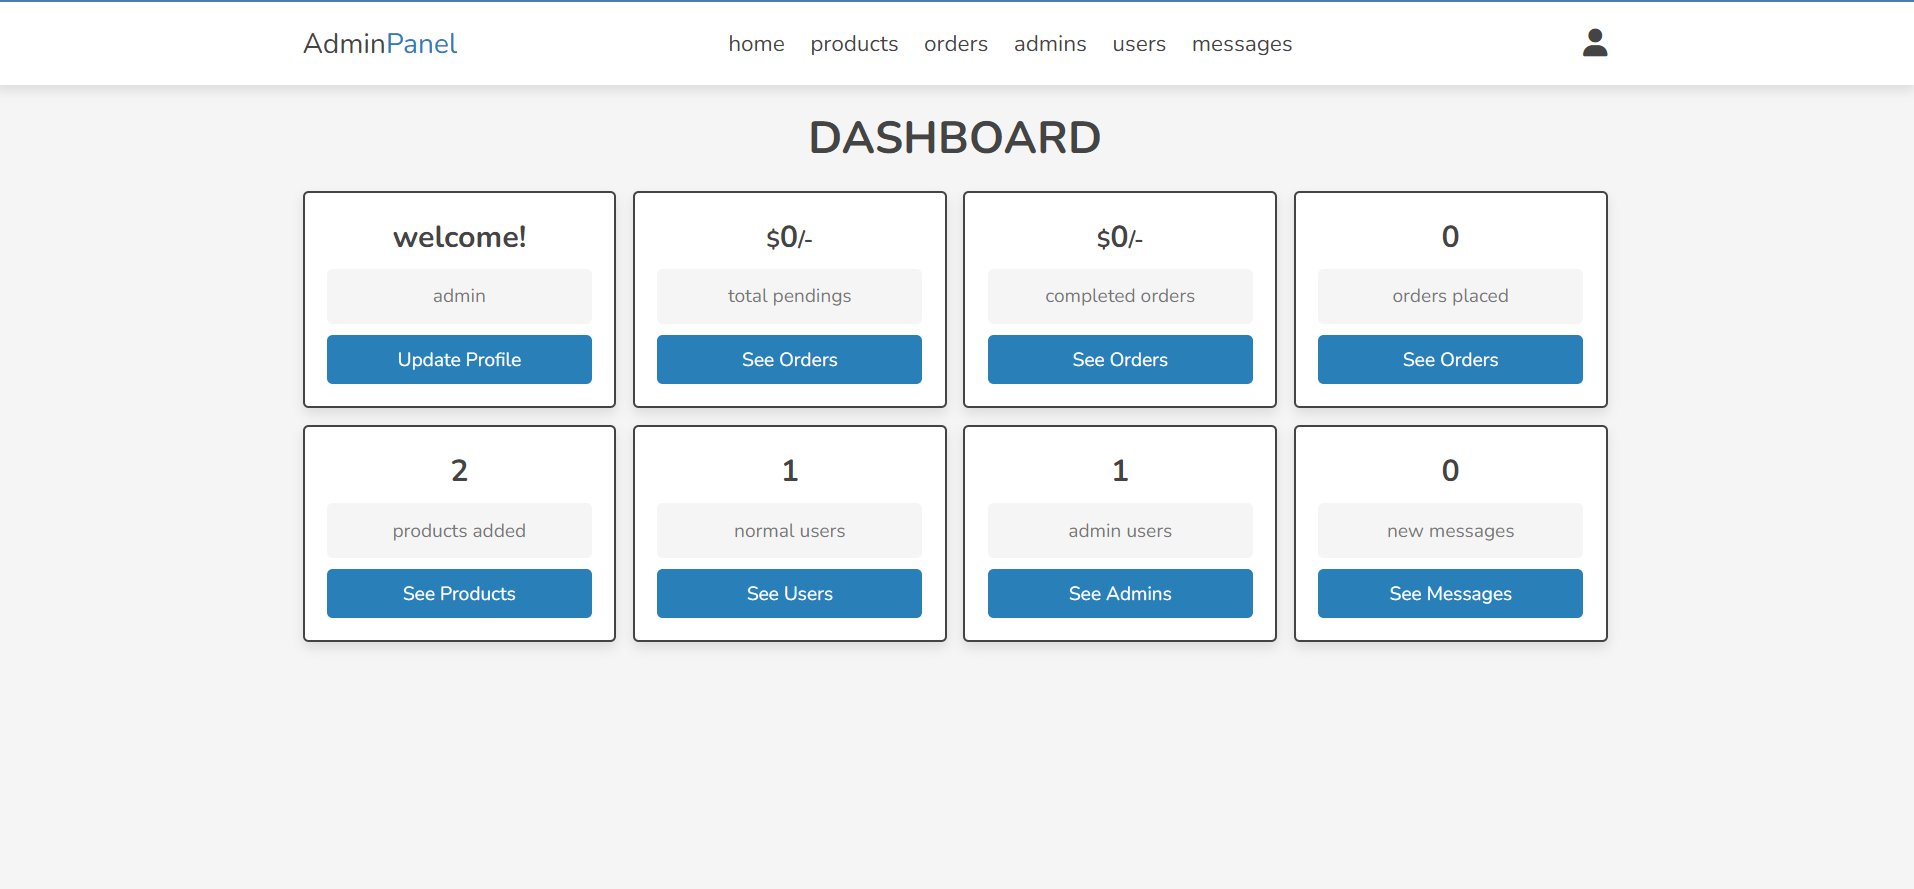 AdminPanel
home products orders admins users messages
DASHBOARD
welcome!
admin
Update Profile
$0/-
total pendings
See Orders
$0/-
completed orders
See Orders
0
orders placed
See Orders
2
products added
See Products
1
normal users
See Users
1
admin users
See Admins
0
new messages
See Messages